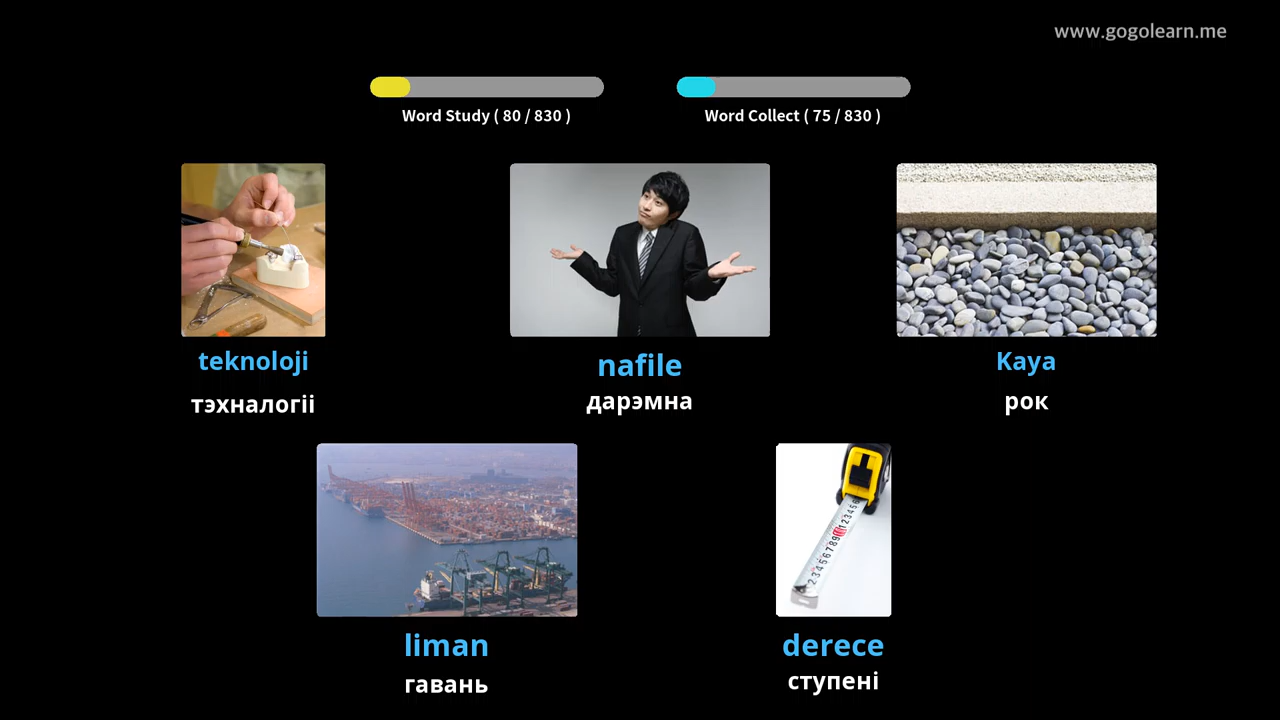 www.gogolearn.me
Word Study ( 80 / 830 )
Word Collect ( 75 / 830 )
teknoloji
тэхналогіі
nafile
дарэмна
Kaya
рок
liman
гавань
derece
ступені